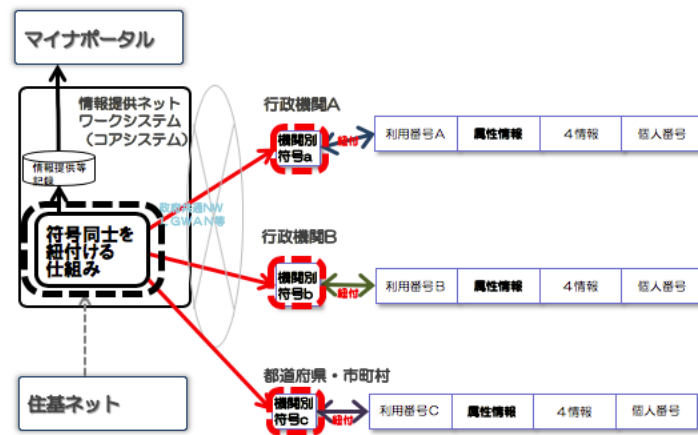 マイナポータル
情報提供ネット
ワークシステム
(コアシステム)
情報提供等
記録
符号同士を
紐付ける
仕組み
住基ネット
政府共通NW
GWAN等
行政機関A
機関別
符号a
紐付
利用番号A
属性情報
4情報
個人番号
行政機関B
機関別
符号b
紐付
利用番号B
属性情報
4情報
個人番号
都道府県・市町村
機関別
符号c
紐付
利用番号C
属性情報
4情報
個人番号